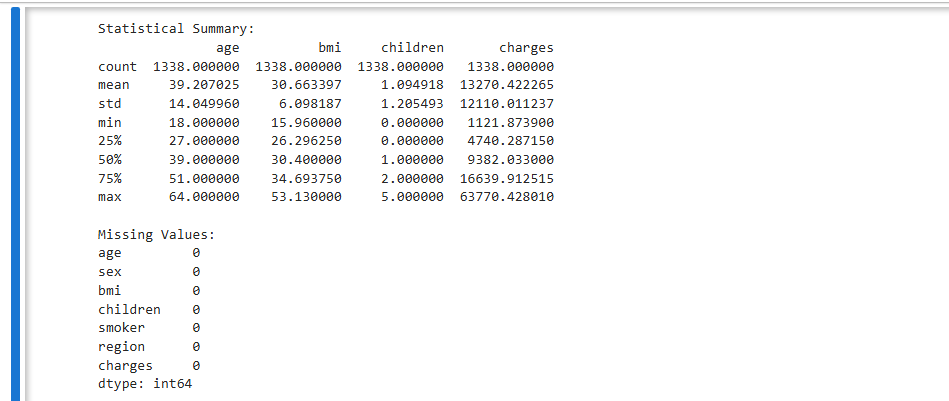 Statistical Summary:
               age          bmi     children       charges
count  1338.000000  1338.000000  1338.000000   1338.000000
mean     39.207025    30.663397     1.094918  13270.422265
std      14.049960     6.098187     1.205493  12110.011237
min      18.000000    15.960000     0.000000   1121.873900
25%      27.000000    26.296250     0.000000   4740.287150
50%      39.000000    30.400000     1.000000   9382.033000
75%      51.000000    34.693750     2.000000  16639.912515
max      64.000000    53.130000     5.000000  63770.428010

Missing Values:
age         0
sex         0
bmi         0
children    0
smoker      0
region      0
charges     0
dtype: int64